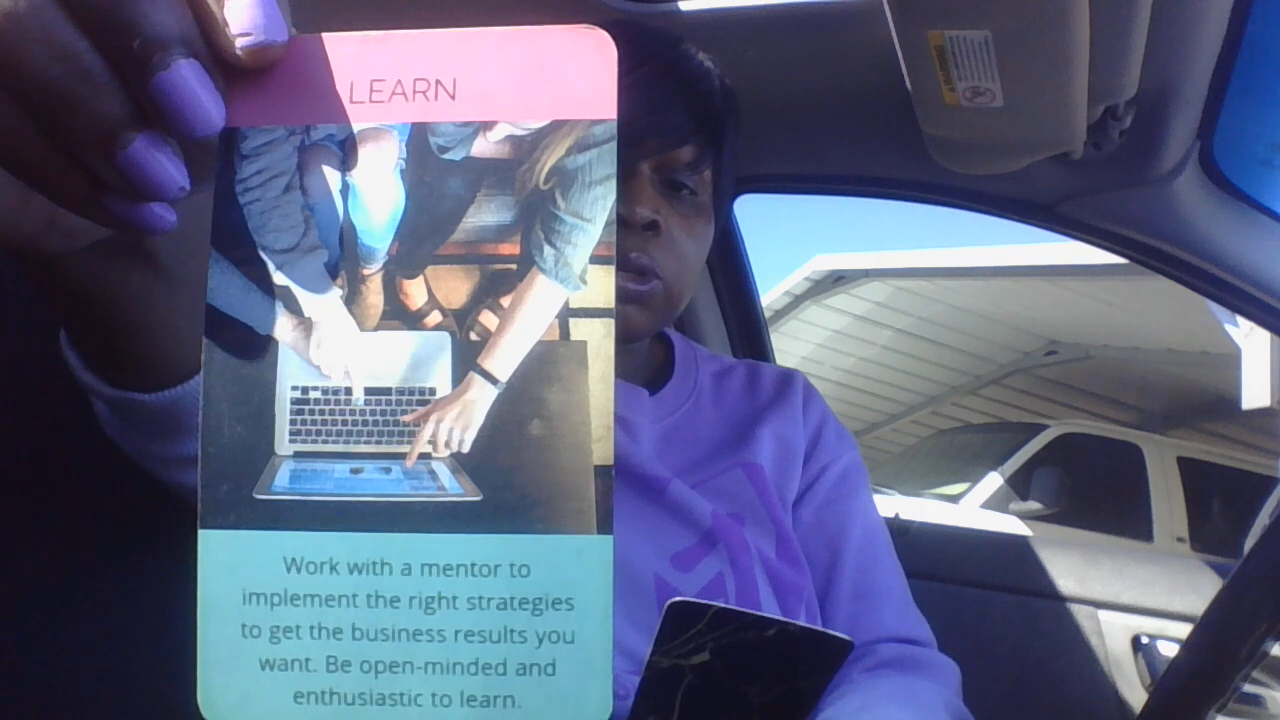 LEARN
Work with a mentor to
implement the right strategies
to get the business results you
want. Be open-minded and
enthusiastic to learn.